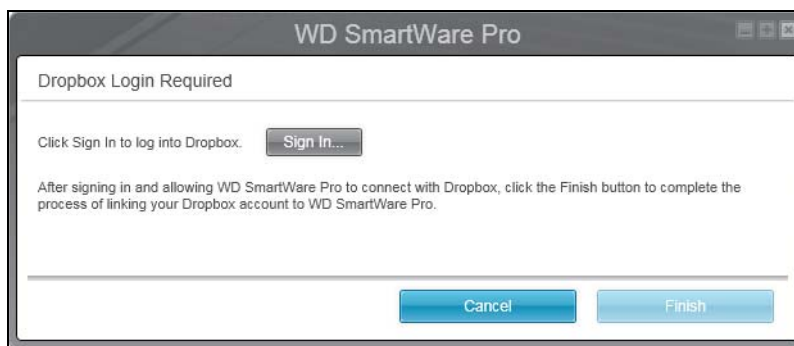 WD SmartWare Pro
Dropbox Login Required
Click Sign In to log into Dropbox. Sign In...
After signing in and allowing WD SmartWare Pro to connect with Dropbox, click the Finish button to complete the
process of linking your Dropbox account to WD SmartWare Pro.
Cancel Finish